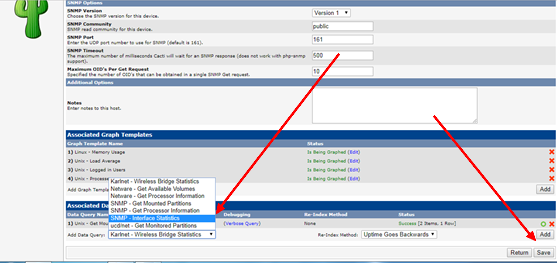 SNMP Options
SNMP Version
Choose the SNMP version for this device.
Version 1
SNMP Community
SNMP read community for this device.
public
SNMP Port
Enter the UDP port number to use for SNMP (default is 161).
161
SNMP Timeout
The maximum number of milliseconds Cacti will wait for an SNMP response (does not work with php-snmp support).
500
Maximum OID's Per Get Request
Specified the number of OID's that can be obtained in a single SNMP Get request.
10
Additional Options
Notes
Enter notes to this host.
Associated Graph Templates
Graph Template Name Status
1) Linux - Memory Usage Is Being Graphed (Edit)
2) Unix - Load Average Is Being Graphed (Edit)
3) Unix - Logged in Users Is Being Graphed (Edit)
4) Unix - Processes Is Being Graphed (Edit)
Add Graph Template Add
Karlnet - Wireless Bridge Statistics
Netware - Get Available Volumes
Netware - Get Processor Information
SNMP - Get Mounted Partitions
SNMP - Get Processor Information
SNMP - Interface Statistics
ucd/net - Get Monitored Partitions
Associated Da
Data Query Name Debugging Re-Index Method Status
1) Unix - Get Mou (Verbose Query) None Success [2 Items, 1 Row]
Add Data Query: Karlnet - Wireless Bridge Statistics Re-Index Method: Uptime Goes Backwards Add
Return Save